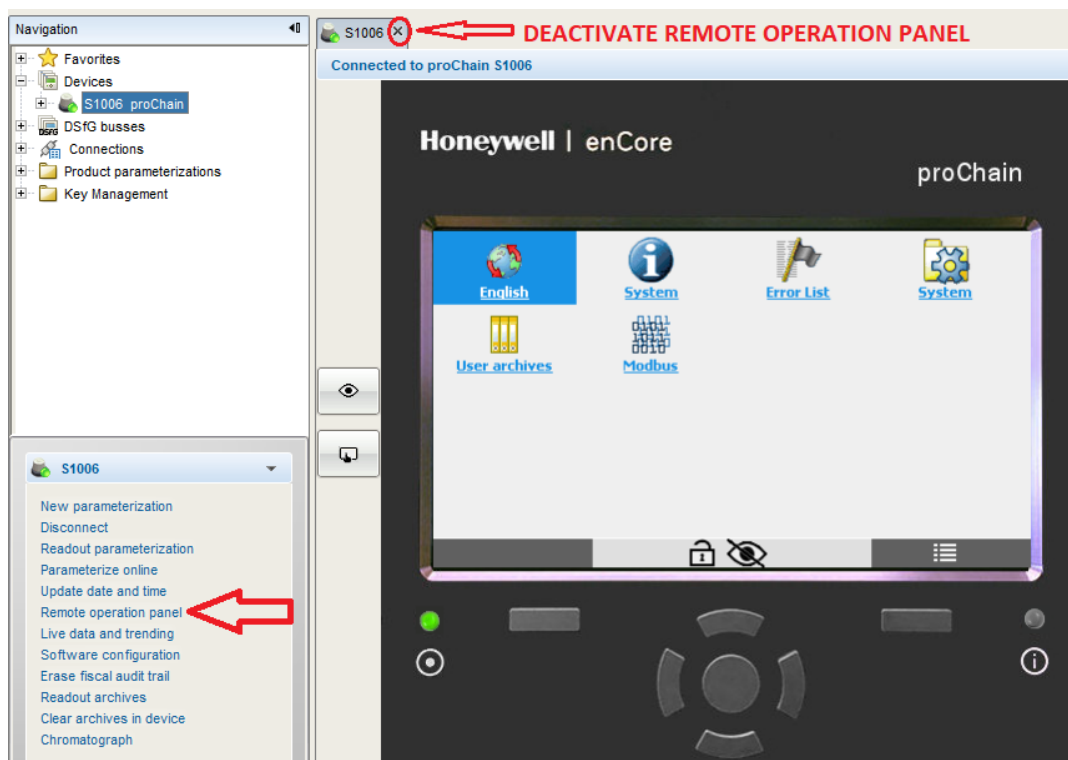 Navigation
Favorites
Devices
S1006 proChain
DSfG busses
Connections
Product parameterizations
Key Management
S1006
New parameterization
Disconnect
Readout parameterization
Parameterize online
Update date and time
Remote operation panel
Live data and trending
Software configuration
Erase fiscal audit trail
Readout archives
Clear archives in device
Chromatograph
S1006
DEACTIVATE REMOTE OPERATION PANEL
Connected to proChain S1006
Honeywell | enCore
proChain
English System Error List System
User archives Modbus